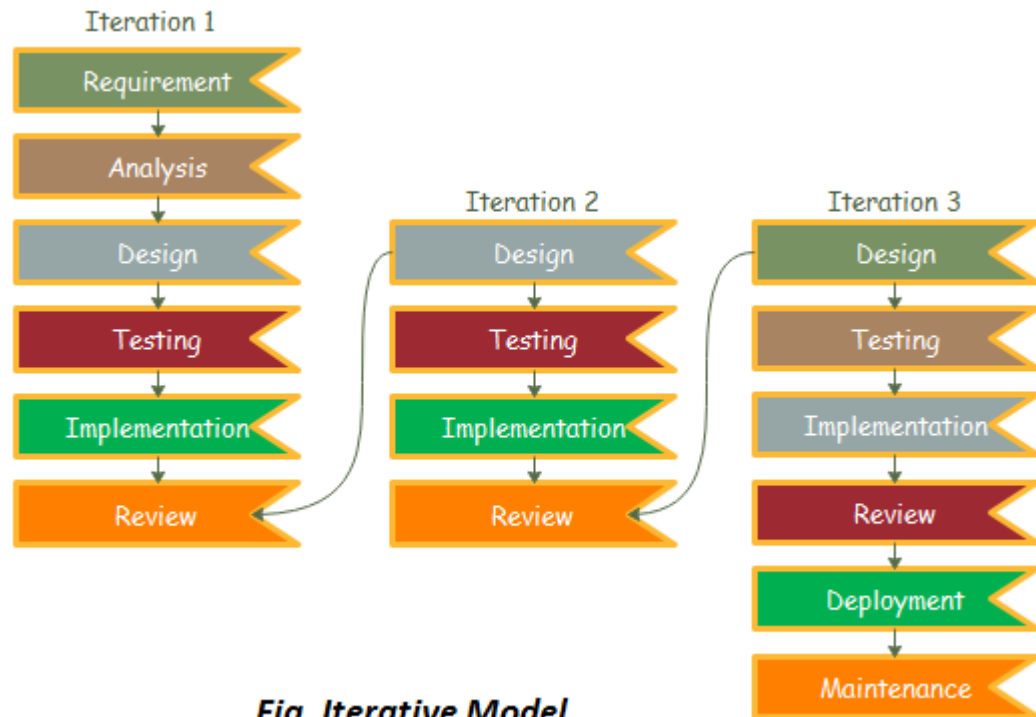 Iteration 1
Requirement
Analysis
Design
Testing
Implementation
Review
Iteration 2
Design
Testing
Implementation
Review
Iteration 3
Design
Testing
Implementation
Review
Deployment
Maintenance
Fig. Iterative Model